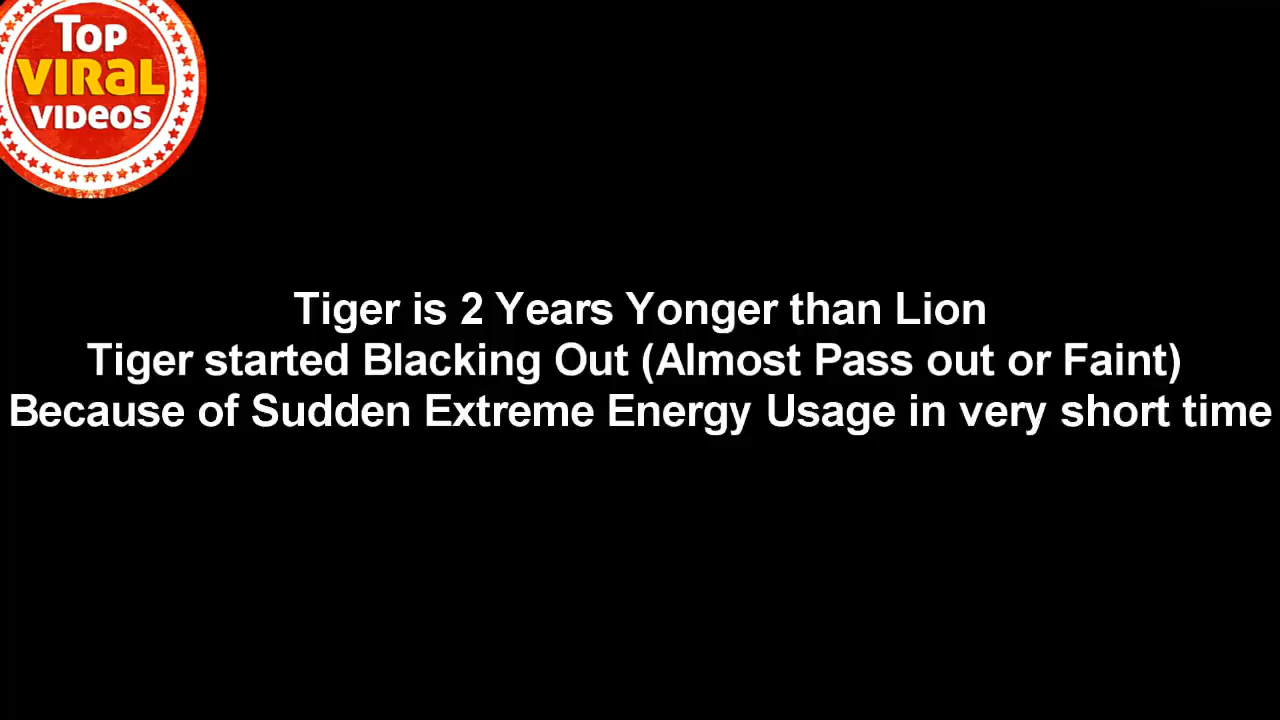 TOP
VIRAL
VIDEOS
Tiger is 2 Years Yonger than Lion
Tiger started Blacking Out (Almost Pass out or Faint)
Because of Sudden Extreme Energy Usage in very short time